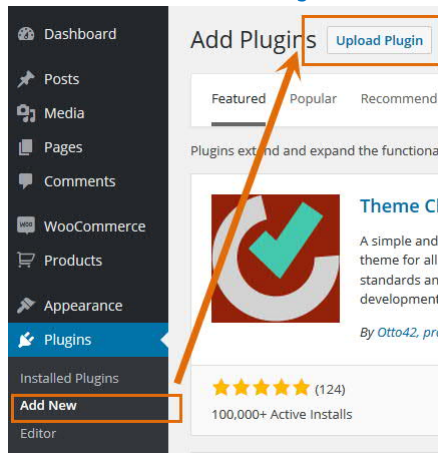 Dashboard
Posts
Media
Pages
Comments
WOO
WooCommerce
Products
Appearance
Plugins
Installed Plugins
Add New
Editor
Add Plugins
Upload Plugin
Featured Popular Recommend
Plugins extend and expand the functiona
Theme C
A simple and
theme for all
standards an
development
By Otto42, pr
(124)
100,000+ Active Installs